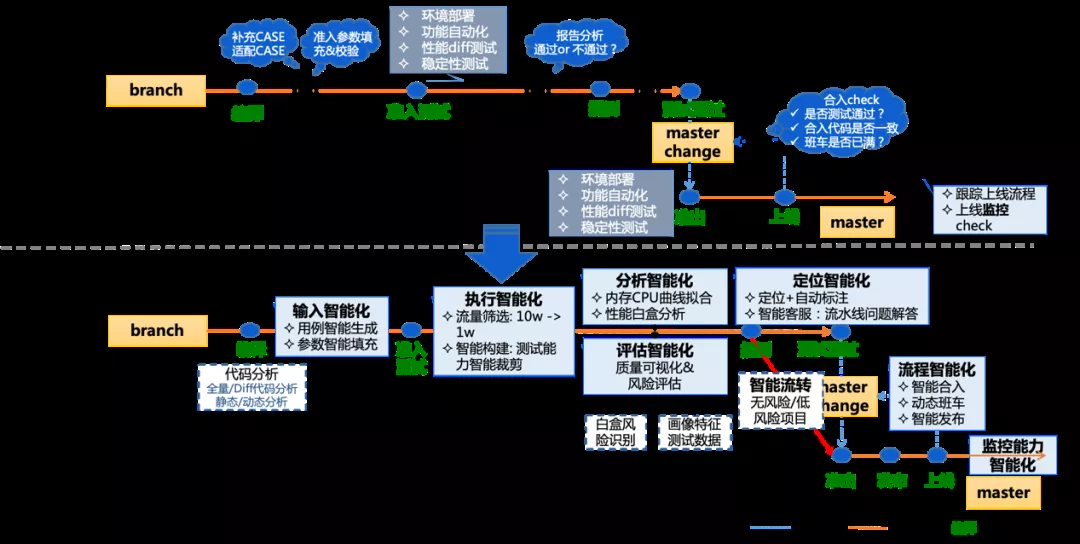 补充CASE
适配CASE
准入参数填
充&校验
环境部署
功能自动化
性能diff测试
稳定性测试
报告分析
通过or 不通过？
branch
准入测试
合入check
是否测试通过？
合入代码是否一致
班车是否已满？
master
change
环境部署
功能自动化
性能diff测试
稳定性测试
准出
上线
master
跟踪上线流程
上线监控
check
输入智能化
用例智能生成
参数智能填充
执行智能化
流量筛选: 10w ->
1w
智能构建: 测试能
力智能裁剪
分析智能化
内存CPU曲线拟合
性能白盒分析
定位智能化
定位+自动标注
智能客服：流水线问题解答
branch
准入
测试
代码分析
全量/Diff代码分析
静态/动态分析
评估智能化
质量可视化&
风险评估
智能流转
无风险/低
风险项目
master
change
流程智能化
智能合入
动态班车
智能发布
白盒风
险识别
画像特征
测试数据
准出
发布
上线
监控能力
智能化
master